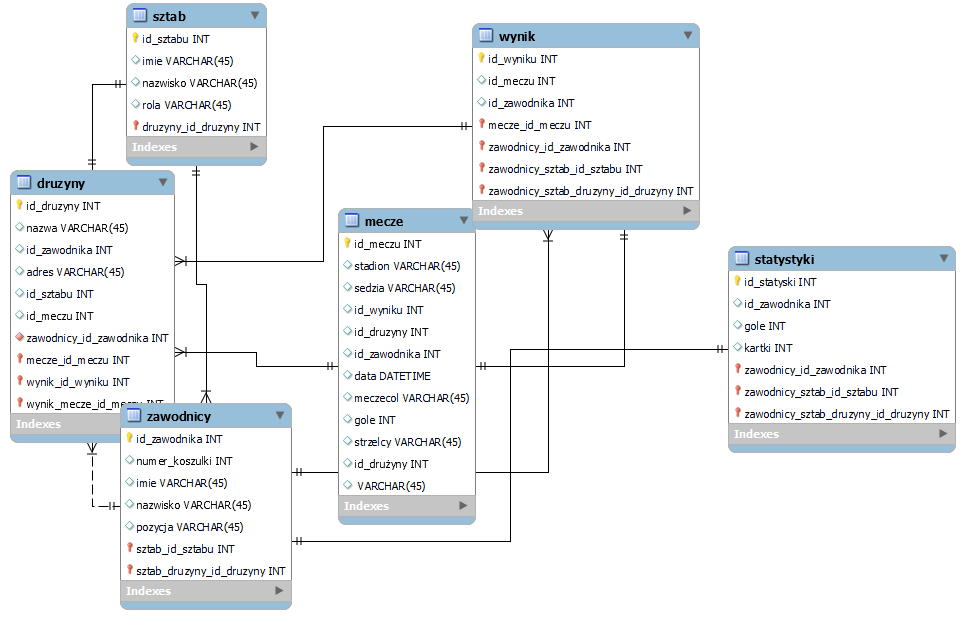 sztab
id_sztabu INT
imie VARCHAR(45)
nazwisko VARCHAR(45)
rola VARCHAR(45)
druzyny_id_druzyny INT
Indexes
wynik
id_wyniku INT
id_meczu INT
id_zawodnika INT
mecze_id_meczu INT
zawodnicy_id_zawodnika INT
zawodnicy_sztab_id_sztabu INT
zawodnicy_sztab_druzyny_id_druzyny INT
Indexes
druzyny
id_druzyny INT
nazwa VARCHAR(45)
id_zawodnika INT
adres VARCHAR(45)
id_sztabu INT
id_meczu INT
zawodnicy_id_zawodnika INT
mecze_id_meczu INT
wynik_id_wyniku INT
wynik_mecze_id_meczu INT
Indexes
mecze
id_meczu INT
stadion VARCHAR(45)
sedzia VARCHAR(45)
id_wyniku INT
id_druzyny INT
id_zawodnika INT
data DATETIME
meczecol VARCHAR(45)
gole INT
strzelcy VARCHAR(45)
id_drużyny INT
VARCHAR(45)
Indexes
statystyki
id_statyski INT
id_zawodnika INT
gole INT
kartki INT
zawodnicy_id_zawodnika INT
zawodnicy_sztab_id_sztabu INT
zawodnicy_sztab_druzyny_id_druzyny INT
Indexes
zawodnicy
id_zawodnika INT
numer_koszulki INT
imie VARCHAR(45)
nazwisko VARCHAR(45)
pozycja VARCHAR(45)
sztab_id_sztabu INT
sztab_druzyny_id_druzyny INT
Indexes